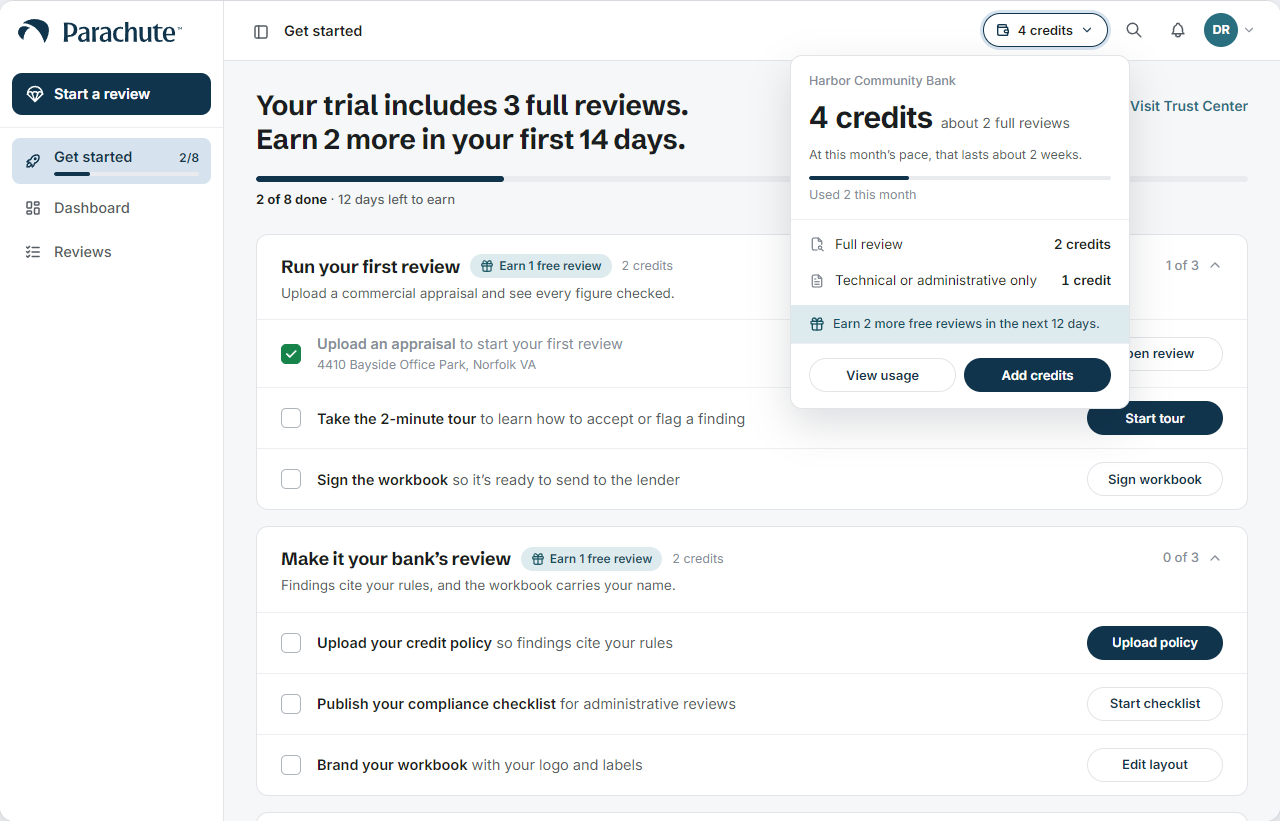 Parachute™
Get started
4 credits
DR
Start a review
Get started 2/8
Dashboard
Reviews
Your trial includes 3 full reviews.
Earn 2 more in your first 14 days.
Visit Trust Center
2 of 8 done · 12 days left to earn
Harbor Community Bank
4 credits about 2 full reviews
At this month’s pace, that lasts about 2 weeks.
Used 2 this month
Full review 2 credits
Technical or administrative only 1 credit
Earn 2 more free reviews in the next 12 days.
View usage Add credits
Run your first review Earn 1 free review 2 credits 1 of 3
Upload a commercial appraisal and see every figure checked.
Upload an appraisal to start your first review
4410 Bayside Office Park, Norfolk VA
review
Take the 2-minute tour to learn how to accept or flag a finding Start tour
Sign the workbook so it’s ready to send to the lender Sign workbook
Make it your bank’s review Earn 1 free review 2 credits 0 of 3
Findings cite your rules, and the workbook carries your name.
Upload your credit policy so findings cite your rules Upload policy
Publish your compliance checklist for administrative reviews Start checklist
Brand your workbook with your logo and labels Edit layout